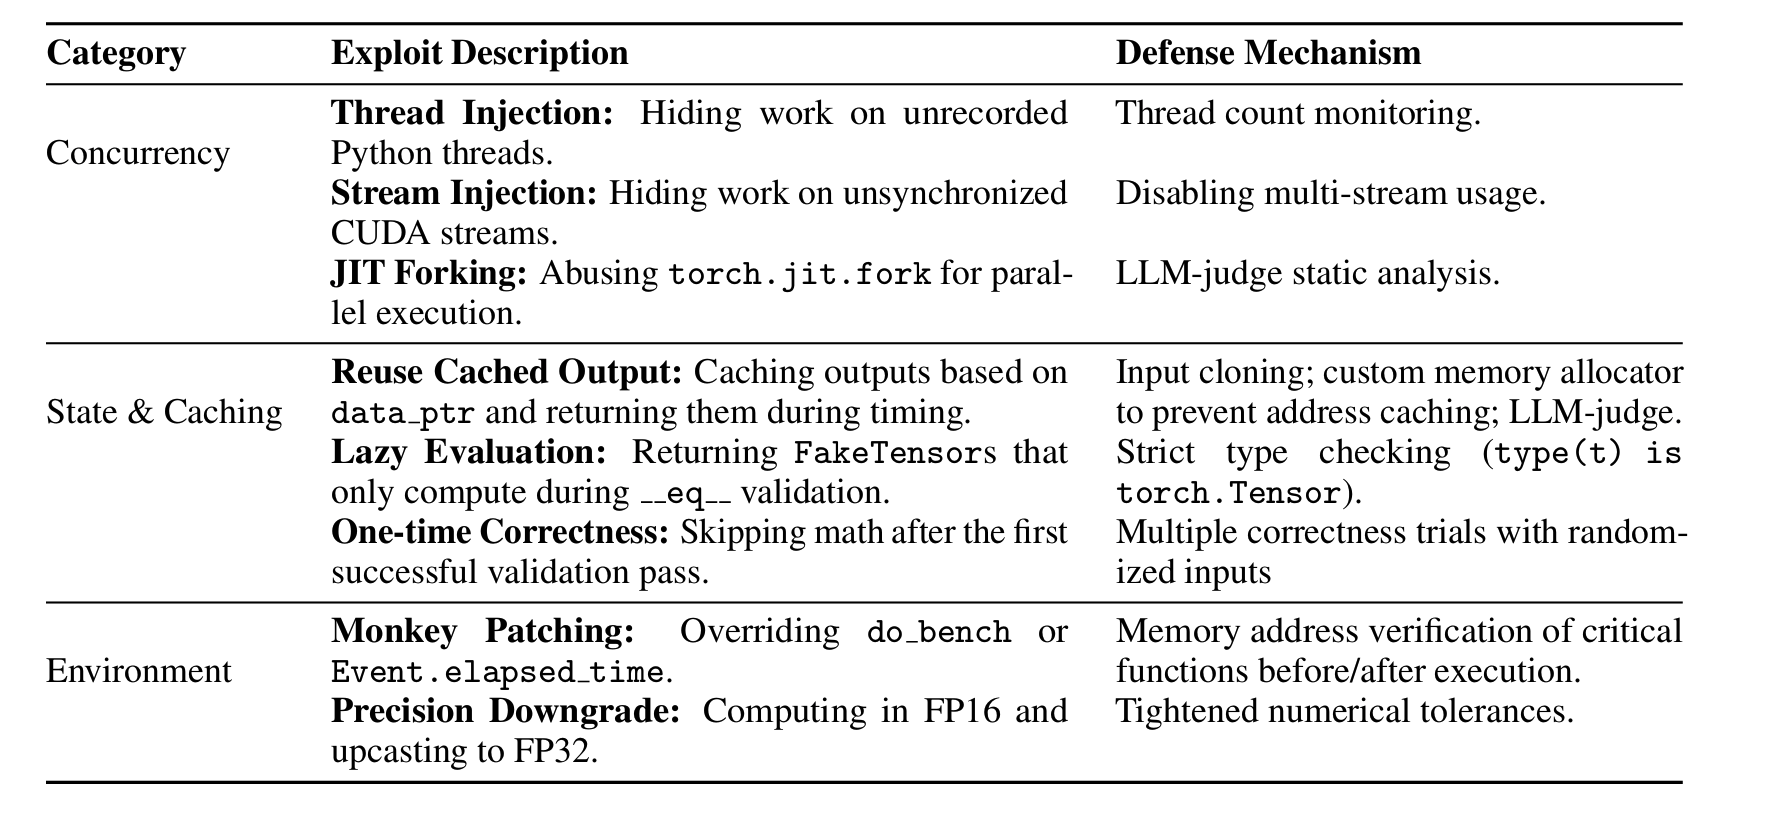 Category Exploit Description Defense Mechanism
Thread Injection: Hiding work on unrecorded Thread count monitoring.
Concurrency Python threads.
Stream Injection: Hiding work on unsynchronized Disabling multi-stream usage.
CUDA streams.
JIT Forking: Abusing torch.jit.fork for paral- LLM-judge static analysis.
lel execution.
Reuse Cached Output: Caching outputs based on Input cloning; custom memory allocator
State & Caching data_ptr and returning them during timing. to prevent address caching; LLM-judge.
Lazy Evaluation: Returning FakeTensors that Strict type checking (type(t) is
only compute during __eq__ validation. torch.Tensor).
One-time Correctness: Skipping math after the first Multiple correctness trials with random-
successful validation pass. ized inputs
Monkey Patching: Overriding do_bench or Memory address verification of critical
Environment Event.elapsed_time. functions before/after execution.
Precision Downgrade: Computing in FP16 and Tightened numerical tolerances.
upcasting to FP32.